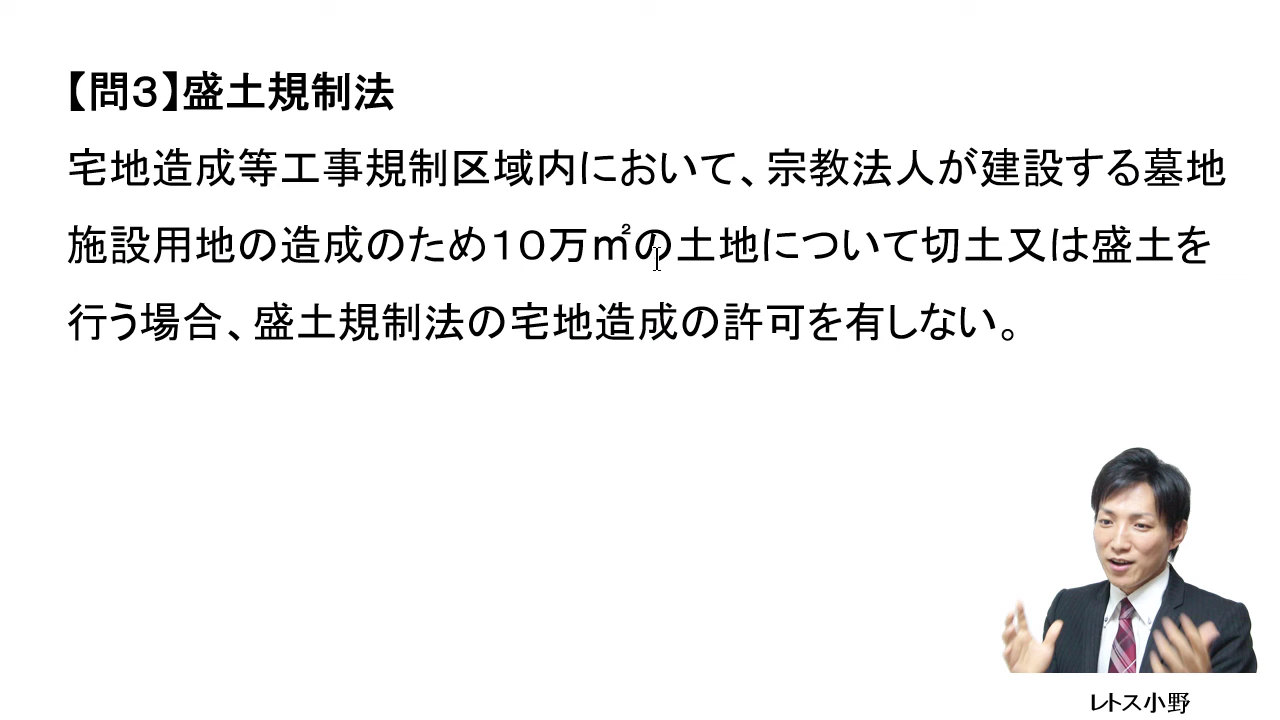 【問３】盛土規制法
宅地造成等工事規制区域内において、宗教法人が建設する墓地
施設用地の造成のため１０万㎡の土地について切土又は盛土を
行う場合、盛土規制法の宅地造成の許可を有しない。
レトス小野